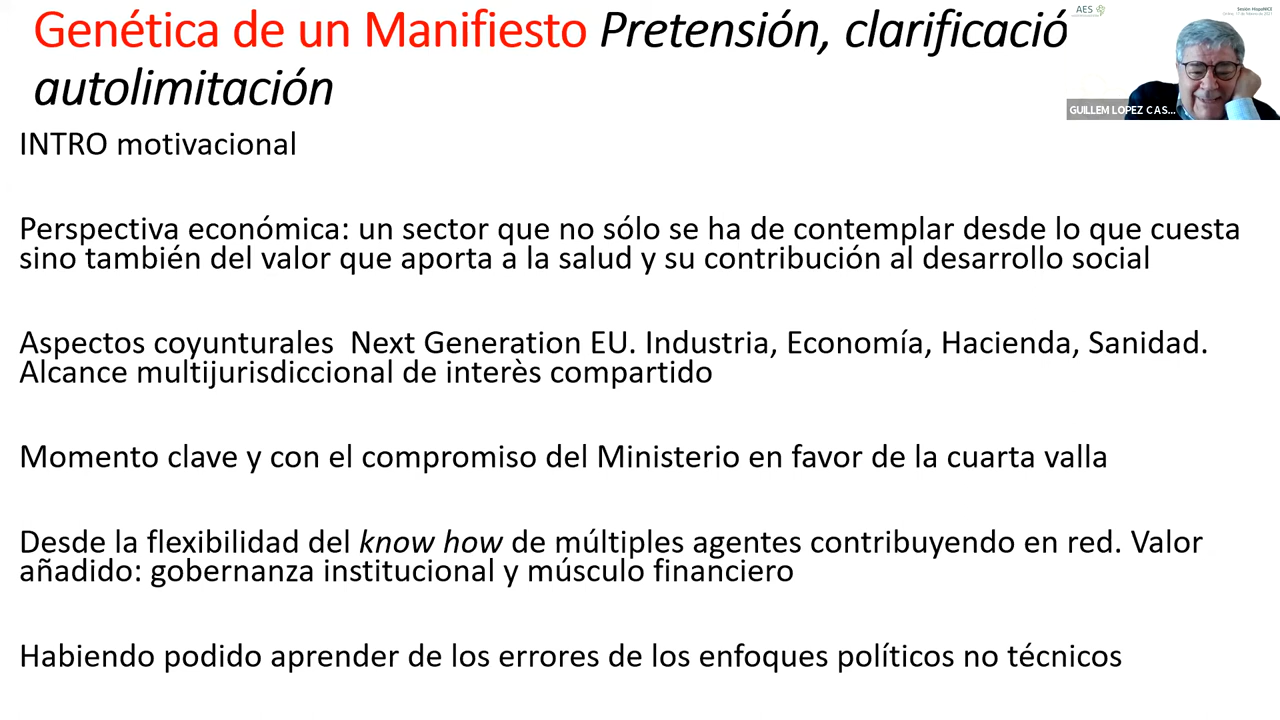 Genética de un Manifiesto Pretensión, clarificació
autolimitación
AES
Sesión HispaNICE
GUILLEM LOPEZ CAS...
INTRO motivacional
Perspectiva económica: un sector que no sólo se ha de contemplar desde lo que cuesta
sino también del valor que aporta a la salud y su contribución al desarrollo social
Aspectos coyunturales Next Generation EU. Industria, Economía, Hacienda, Sanidad.
Alcance multijurisdiccional de interès compartido
Momento clave y con el compromiso del Ministerio en favor de la cuarta valla
Desde la flexibilidad del know how de múltiples agentes contribuyendo en red. Valor
añadido: gobernanza institucional y músculo financiero
Habiendo podido aprender de los errores de los enfoques políticos no técnicos